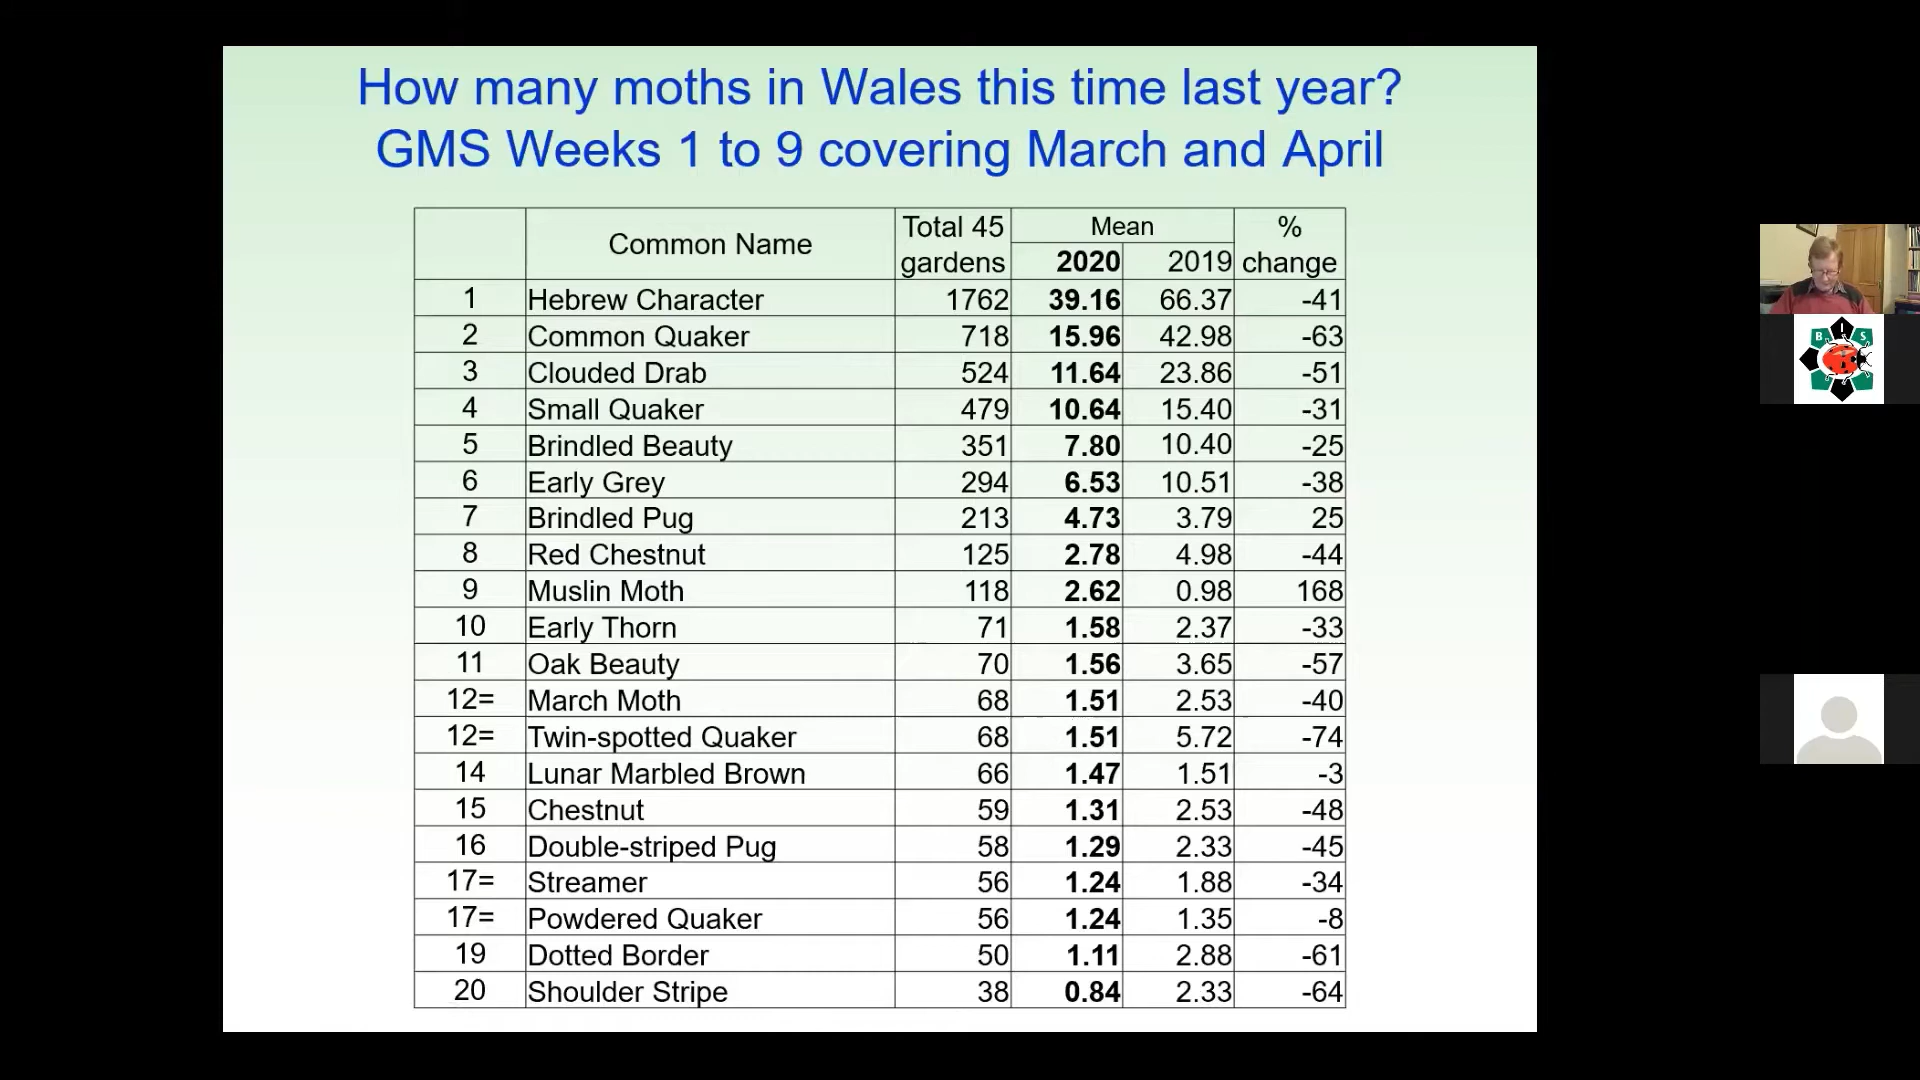 How many moths in Wales this time last year?
GMS Weeks 1 to 9 covering March and April
Common Name Total 45 gardens Mean % change
2020 2019
1 Hebrew Character 1762 39.16 66.37 -41
2 Common Quaker 718 15.96 42.98 -63
3 Clouded Drab 524 11.64 23.86 -51
4 Small Quaker 479 10.64 15.40 -31
5 Brindled Beauty 351 7.80 10.40 -25
6 Early Grey 294 6.53 10.51 -38
7 Brindled Pug 213 4.73 3.79 25
8 Red Chestnut 125 2.78 4.98 -44
9 Muslin Moth 118 2.62 0.98 168
10 Early Thorn 71 1.58 2.37 -33
11 Oak Beauty 70 1.56 3.65 -57
12= March Moth 68 1.51 2.53 -40
12= Twin-spotted Quaker 68 1.51 5.72 -74
14 Lunar Marbled Brown 66 1.47 1.51 -3
15 Chestnut 59 1.31 2.53 -48
16 Double-striped Pug 58 1.29 2.33 -45
17= Streamer 56 1.24 1.88 -34
17= Powdered Quaker 56 1.24 1.35 -8
19 Dotted Border 50 1.11 2.88 -61
20 Shoulder Stripe 38 0.84 2.33 -64
B I S